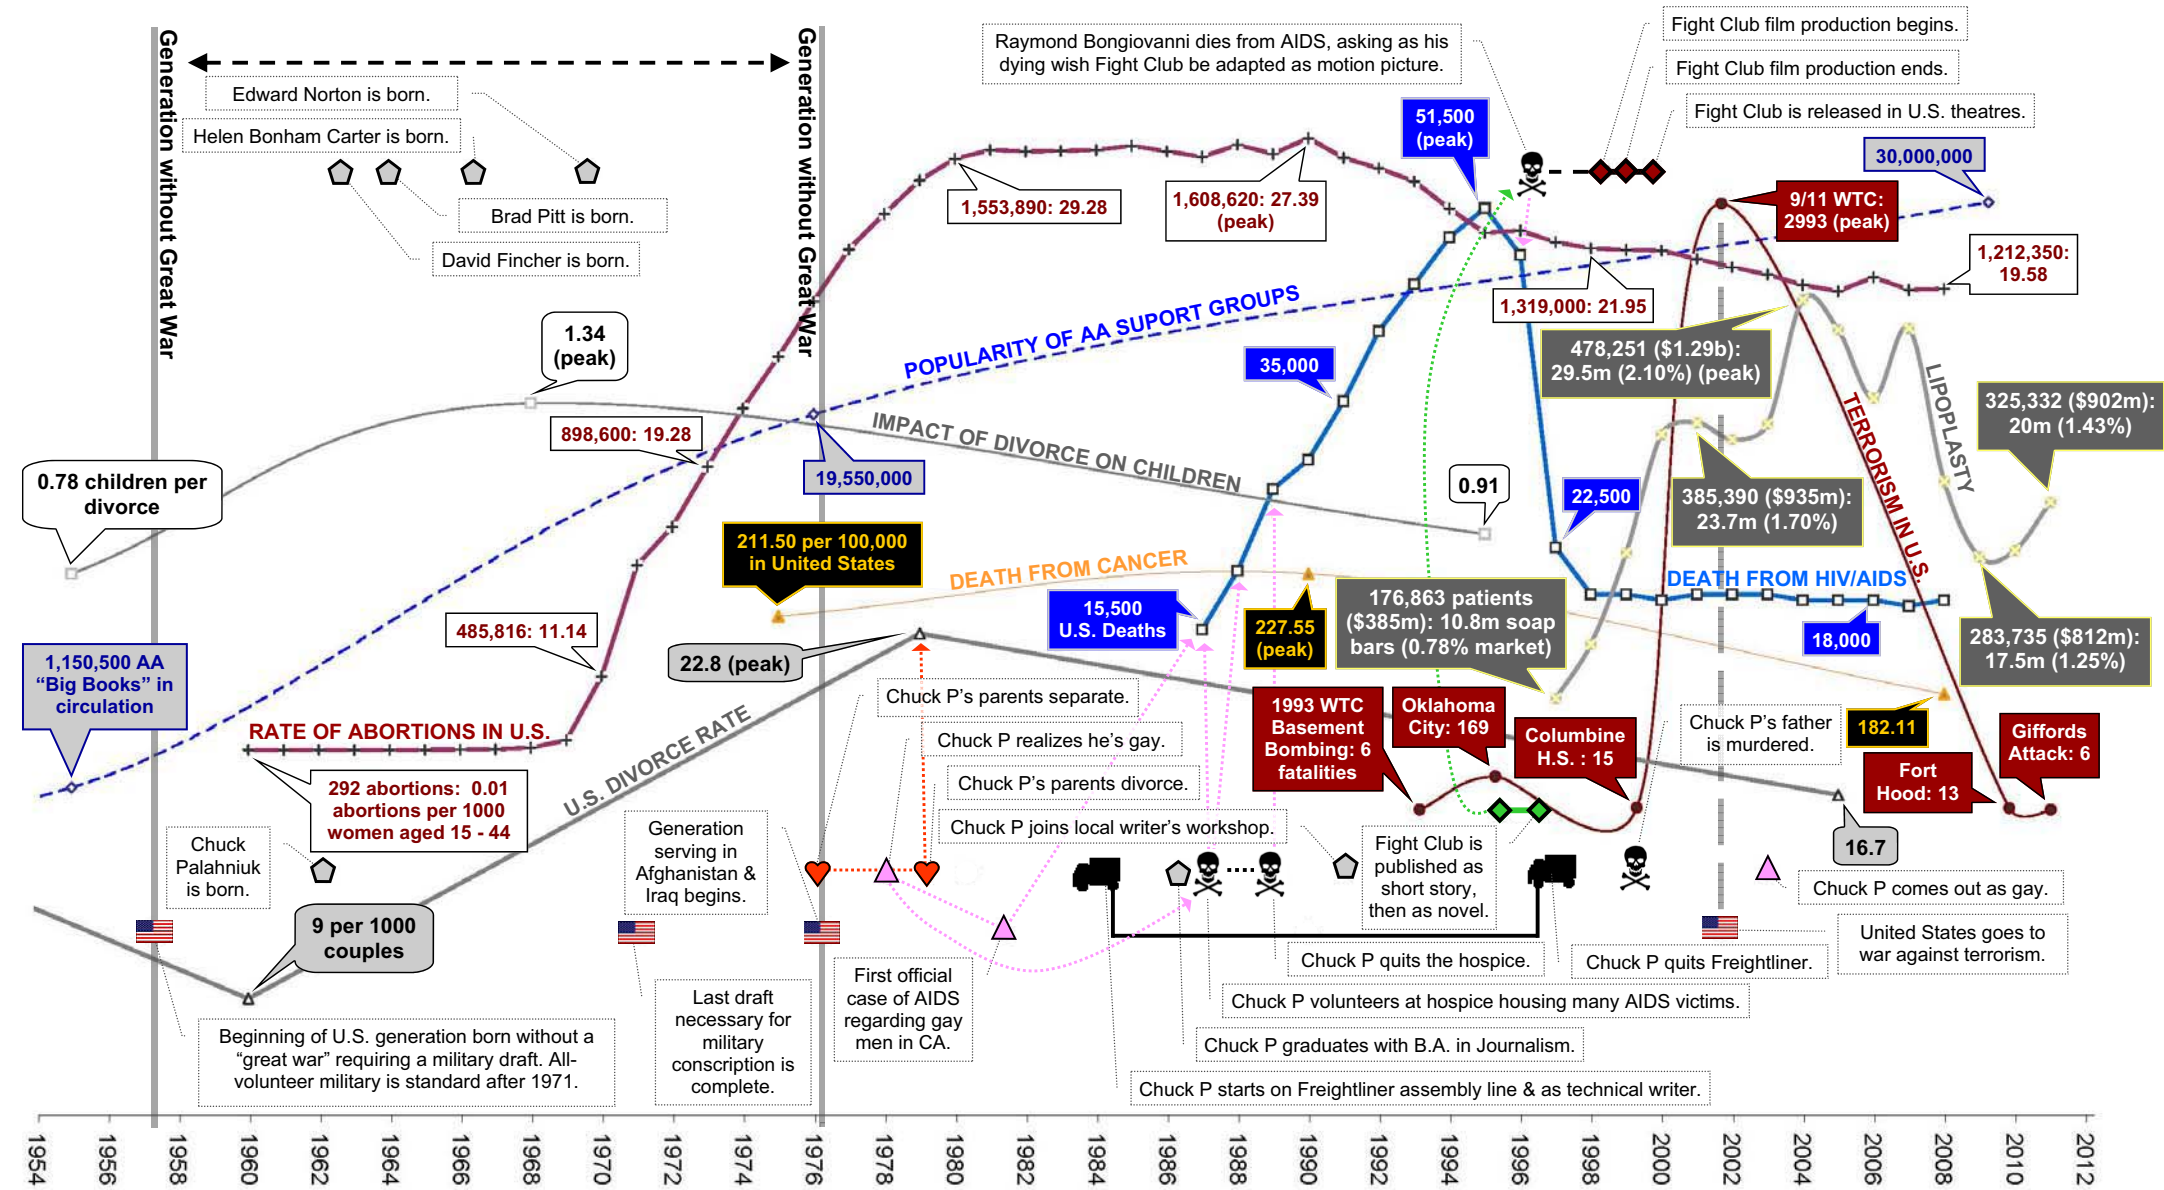 Generation without Great War
Generation without Great War
Edward Norton is born.
Helen Bonham Carter is born.
Brad Pitt is born.
David Fincher is born.
Raymond Bongiovanni dies from AIDS, asking as his
dying wish Fight Club be adapted as motion picture.
Fight Club film production begins.
Fight Club film production ends.
Fight Club is released in U.S. theatres.
51,500
(peak)
30,000,000
9/11 WTC:
2993 (peak)
1,553,890: 29.28
1,608,620: 27.39
(peak)
1,212,350:
19.58
1,319,000: 21.95
POPULARITY OF AA SUPORT GROUPS
1.34
(peak)
35,000
478,251 ($1.29b):
29.5m (2.10%) (peak)
LIPOPLASTY
TERRORISM IN U.S.
325,332 ($902m):
20m (1.43%)
898,600: 19.28
IMPACT OF DIVORCE ON CHILDREN
0.78 children per
divorce
19,550,000
0.91
22,500
385,390 ($935m):
23.7m (1.70%)
211.50 per 100,000
in United States
DEATH FROM CANCER
DEATH FROM HIV/AIDS
15,500
U.S. Deaths
227.55
(peak)
176,863 patients
($385m): 10.8m soap
bars (0.78% market)
18,000
283,735 ($812m):
17.5m (1.25%)
485,816: 11.14
22.8 (peak)
1,150,500 AA
“Big Books” in
circulation
RATE OF ABORTIONS IN U.S.
U.S. DIVORCE RATE
292 abortions: 0.01
abortions per 1000
women aged 15 - 44
Chuck P’s parents separate.
Chuck P realizes he’s gay.
Chuck P’s parents divorce.
Chuck P joins local writer’s workshop.
1993 WTC
Basement
Bombing: 6
fatalities
Oklahoma
City: 169
Columbine
H.S. : 15
Chuck P’s father
is murdered.
182.11
Fort
Hood: 13
Giffords
Attack: 6
16.7
Chuck
Palahniuk
is born.
9 per 1000
couples
Generation
serving in
Afghanistan &
Iraq begins.
Fight Club is
published as
short story,
then as novel.
Chuck P comes out as gay.
United States goes to
war against terrorism.
Chuck P quits the hospice.
Chuck P quits Freightliner.
Chuck P volunteers at hospice housing many AIDS victims.
Chuck P graduates with B.A. in Journalism.
Chuck P starts on Freightliner assembly line & as technical writer.
First official
case of AIDS
regarding gay
men in CA.
Last draft
necessary for
military
conscription is
complete.
Beginning of U.S. generation born without a
“great war” requiring a military draft. All-
volunteer military is standard after 1971.
1954
1956
1958
1960
1962
1964
1966
1968
1970
1972
1974
1976
1978
1980
1982
1984
1986
1988
1990
1992
1994
1996
1998
2000
2002
2004
2006
2008
2010
2012